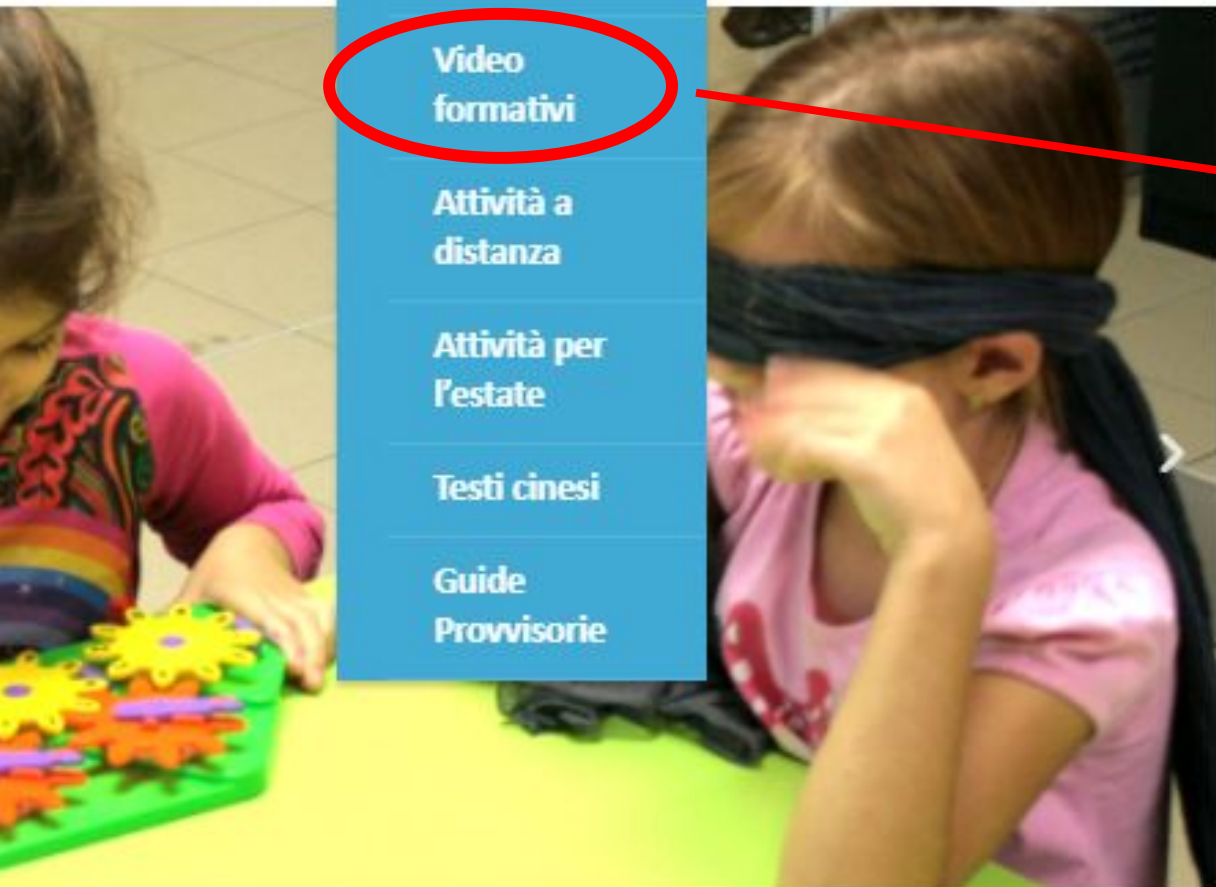 Video
formativi
Attività a
distanza
Attività per
l'estate
Testi cinesi
Guide
Provvisorie